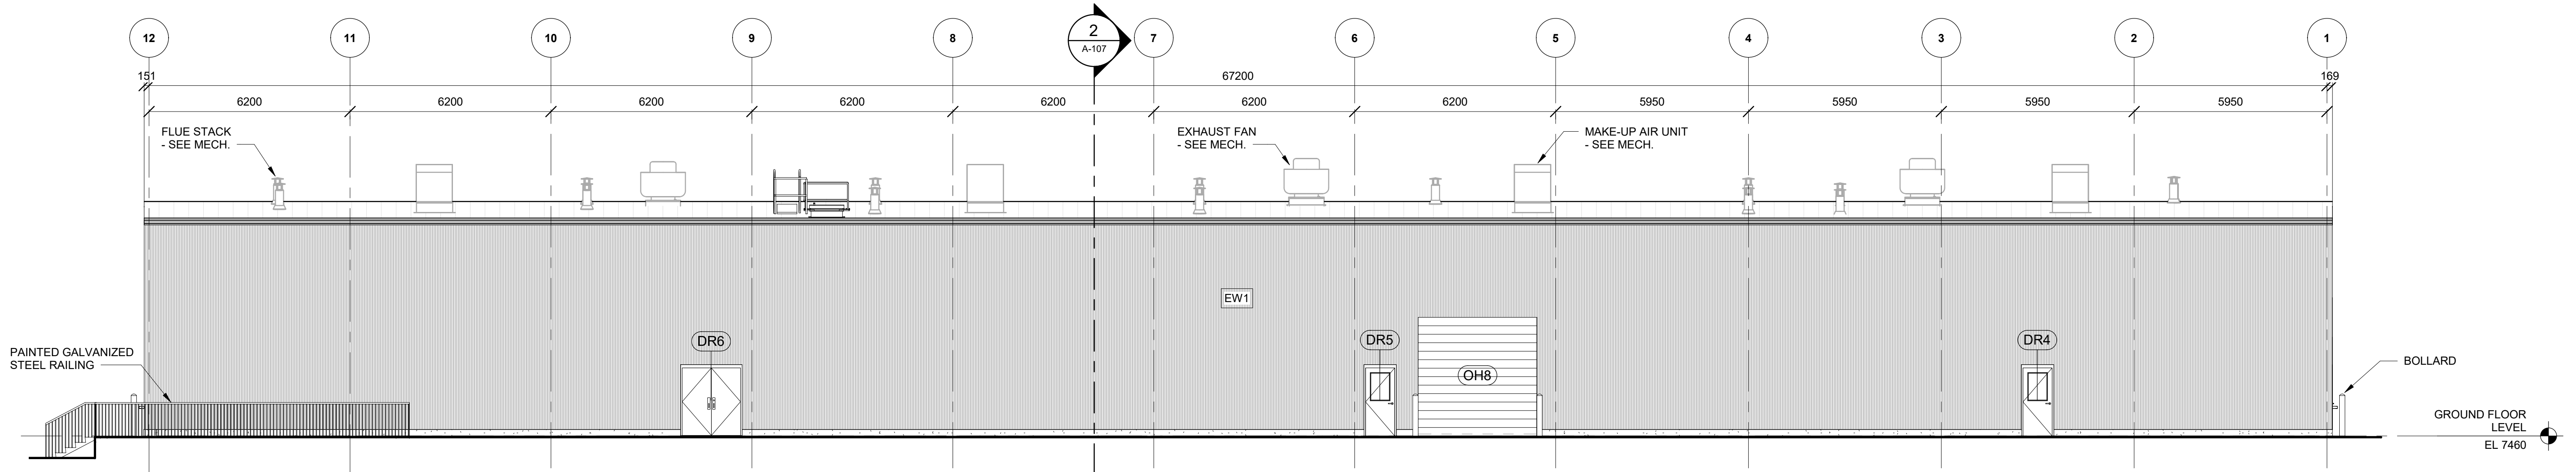 12
11
10
9
8
2
A-107
7
6
5
4
3
2
1
151
67200
169
6200
6200
6200
6200
6200
6200
6200
5950
5950
5950
5950
FLUE STACK
- SEE MECH.
EXHAUST FAN
- SEE MECH.
MAKE-UP AIR UNIT
- SEE MECH.
EW1
DR6
DR5
DR4
PAINTED GALVANIZED
STEEL RAILING
OH8
BOLLARD
GROUND FLOOR
LEVEL
EL 7460